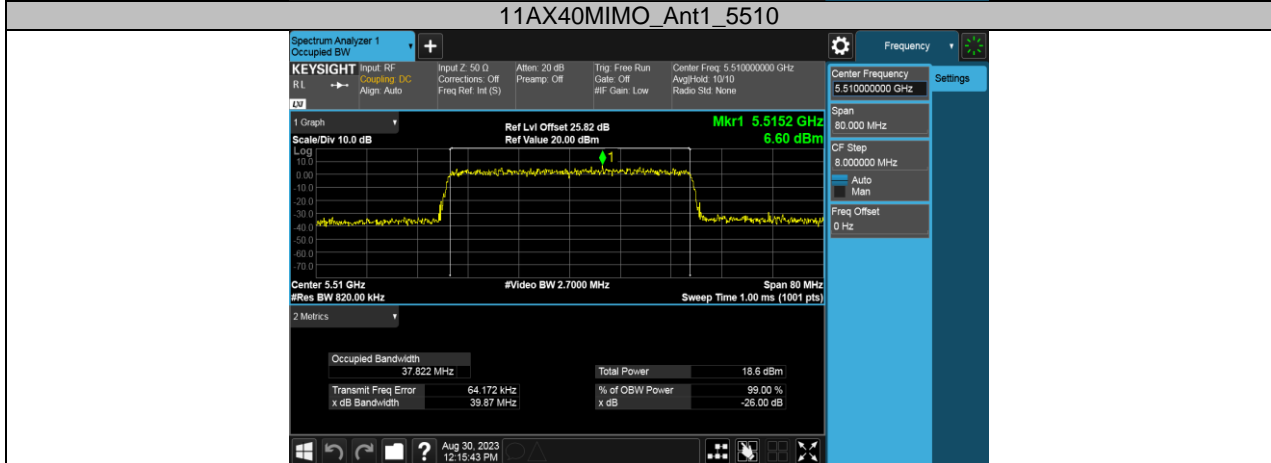 11AX40MIMO_Ant1_5510
Spectrum Analyzer 1
Occupied BW
+
Frequency
KEYSIGHT
RL
Input: RF
Coupling: DC
Align: Auto
Input Z: 50 Ω
Corrections: Off
Freq Ref: Int (S)
Atten: 20 dB
Preamp: Off
Trig: Free Run
Gate: Off
#IF Gain: Low
Center Freq: 5.510000000 GHz
Avg|Hold: 10/10
Radio Std: None
LXI
1 Graph
Scale/Div 10.0 dB
Ref Lvl Offset 25.82 dB
Ref Value 20.00 dBm
Mkr1 5.5152 GHz
6.60 dBm
Log
10.0
0.00
-10.0
-20.0
-30.0
-40.0
-50.0
-60.0
-70.0
1
Center 5.51 GHz
#Res BW 820.00 kHz
#Video BW 2.7000 MHz
Span 80 MHz
Sweep Time 1.00 ms (1001 pts)
2 Metrics
Occupied Bandwidth
37.822 MHz
Transmit Freq Error 64.172 kHz
x dB Bandwidth 39.87 MHz
Total Power 18.6 dBm
% of OBW Power 99.00 %
x dB -26.00 dB
Center Frequency
5.510000000 GHz
Settings
Span
80.000 MHz
CF Step
8.000000 MHz
Auto
Man
Freq Offset
0 Hz
?
Aug 30, 2023
12:15:43 PM